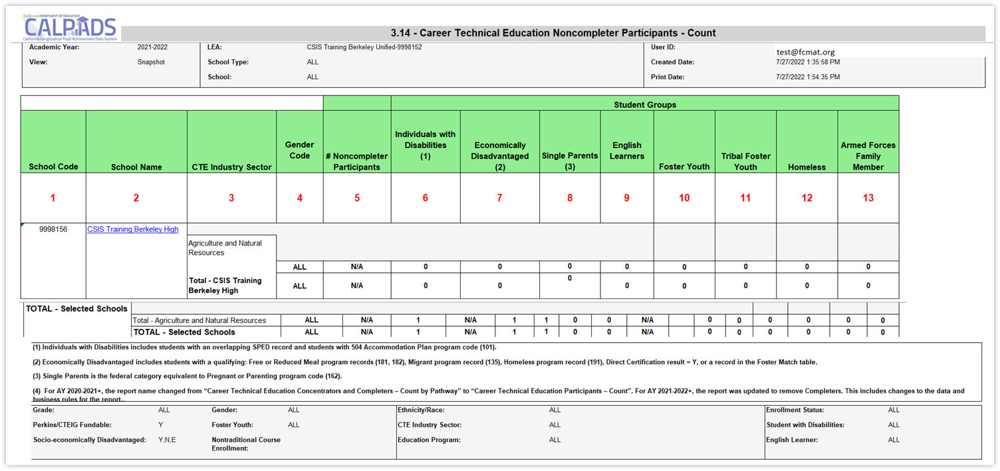 California DEPARTMENT OF EDUCATION
CALPADS
California Longitudinal Pupil Achievement Data System
3.14 - Career Technical Education Noncompleter Participants - Count
Academic Year: 2021-2022 LEA: CSIS Training Berkeley Unified-9998152 User ID: test@fcmat.org
View: Snapshot School Type: ALL Created Date: 7/27/2022 1:35:58 PM
School: ALL Print Date: 7/27/2022 1:54:35 PM
Student Groups
School Code School Name CTE Industry Sector Gender Code # Noncompleter Participants Individuals with Disabilities (1) Economically Disadvantaged (2) Single Parents (3) English Learners Foster Youth Tribal Foster Youth Homeless Armed Forces Family Member
1 2 3 4 5 6 7 8 9 10 11 12 13
9998156 CSIS Training Berkeley High
Agriculture and Natural
Resources
ALL N/A 0 0 0 0 0 0 0 0
Total - CSIS Training
Berkeley High ALL N/A 0 0 0 0 0 0 0 0
TOTAL - Selected Schools
Total - Agriculture and Natural Resources ALL N/A 1 N/A 1 1 0 0 N/A 0 0 0 0 0 0
TOTAL - Selected Schools ALL N/A 1 N/A 1 1 0 0 N/A 0 0 0 0 0 0
(1) Individuals with Disabilities includes students with an overlapping SPED record and students with 504 Accommodation Plan program code (101).
(2) Economically Disadvantaged includes students with a qualifying: Free or Reduced Meal program records (181, 182), Migrant program record (135), Homeless program record (191), Direct Certification result = Y, or a record in the Foster Match table.
(3) Single Parents is the federal category equivalent to Pregnant or Parenting program code (162).
(4) For AY 2020-2021+, the report name changed from “Career Technical Education Concentrators and Completers – Count by Pathway” to “Career Technical Education Participants – Count”. For AY 2021-2022+, the report was updated to remove Completers. This includes changes to the data and
business rules for the report..
Grade: ALL Gender: ALL Ethnicity/Race: ALL Enrollment Status: ALL
Perkins/CTEIG Fundable: Y Foster Youth: ALL CTE Industry Sector: ALL Student with Disabilities: ALL
Socio-economically Disadvantaged: Y,N,E Nontraditional Course Enrollment: Education Program: ALL English Learner: ALL